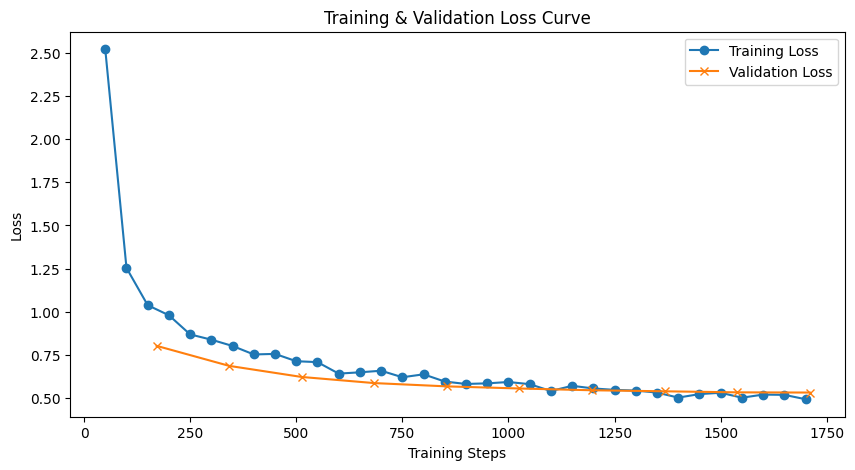 Training & Validation Loss Curve
Training Loss
Validation Loss
Loss
2.50
2.25
2.00
1.75
1.50
1.25
1.00
0.75
0.50
0 250 500 750 1000 1250 1500 1750
Training Steps